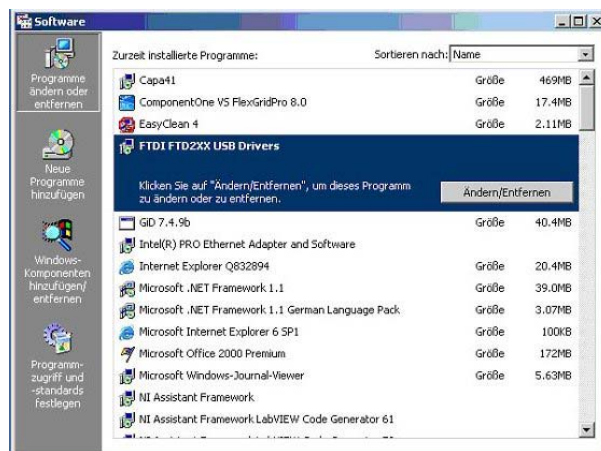 Software
Programme
ändern oder
entfernen
Neue
Programme
hinzufügen
Windows-
Komponenten
hinzufügen/
entfernen
Programm-
zugriff und
-standards
festlegen
Zurzeit installierte Programme:
Sortieren nach: Name
Capa41 Größe 469MB
ComponentOne VS FlexGridPro 8.0 Größe 17.4MB
EasyClean 4 Größe 2.11MB
FTDI FTD2XX USB Drivers
Klicken Sie auf "Ändern/Entfernen", um dieses Programm
zu ändern oder zu entfernen.
Ändern/Entfernen
GiD 7.4.9b Größe 40.4MB
Intel(R) PRO Ethernet Adapter and Software
Internet Explorer Q832894 Größe 20.4MB
Microsoft .NET Framework 1.1 Größe 39.0MB
Microsoft .NET Framework 1.1 German Language Pack Größe 3.07MB
Microsoft Internet Explorer 6 SP1 Größe 100KB
Microsoft Office 2000 Premium Größe 172MB
Microsoft Windows-Journal-Viewer Größe 5.63MB
NI Assistant Framework
NI Assistant Framework LabVIEW Code Generator 61